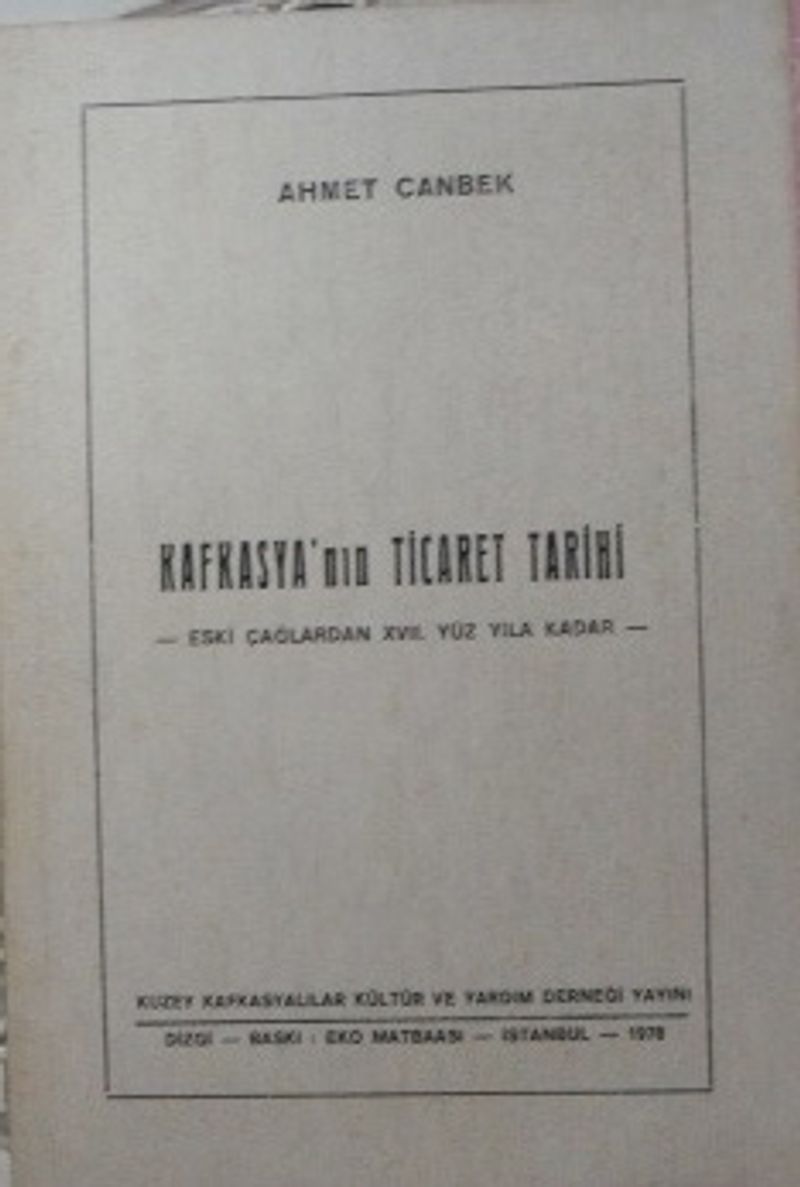 AHMET CANBEK
KAFKASYA'nın TİCARET TARİHİ
— ESKİ ÇAĞLARDAN XVII. YÜZ YILA KADAR —
KUZEY KAFKASYALILAR KÜLTÜR VE YARDIM DERNEĞİ YAYINI
DİZGİ — BASKI : EKO MATBAASI — İSTANBUL — 1978